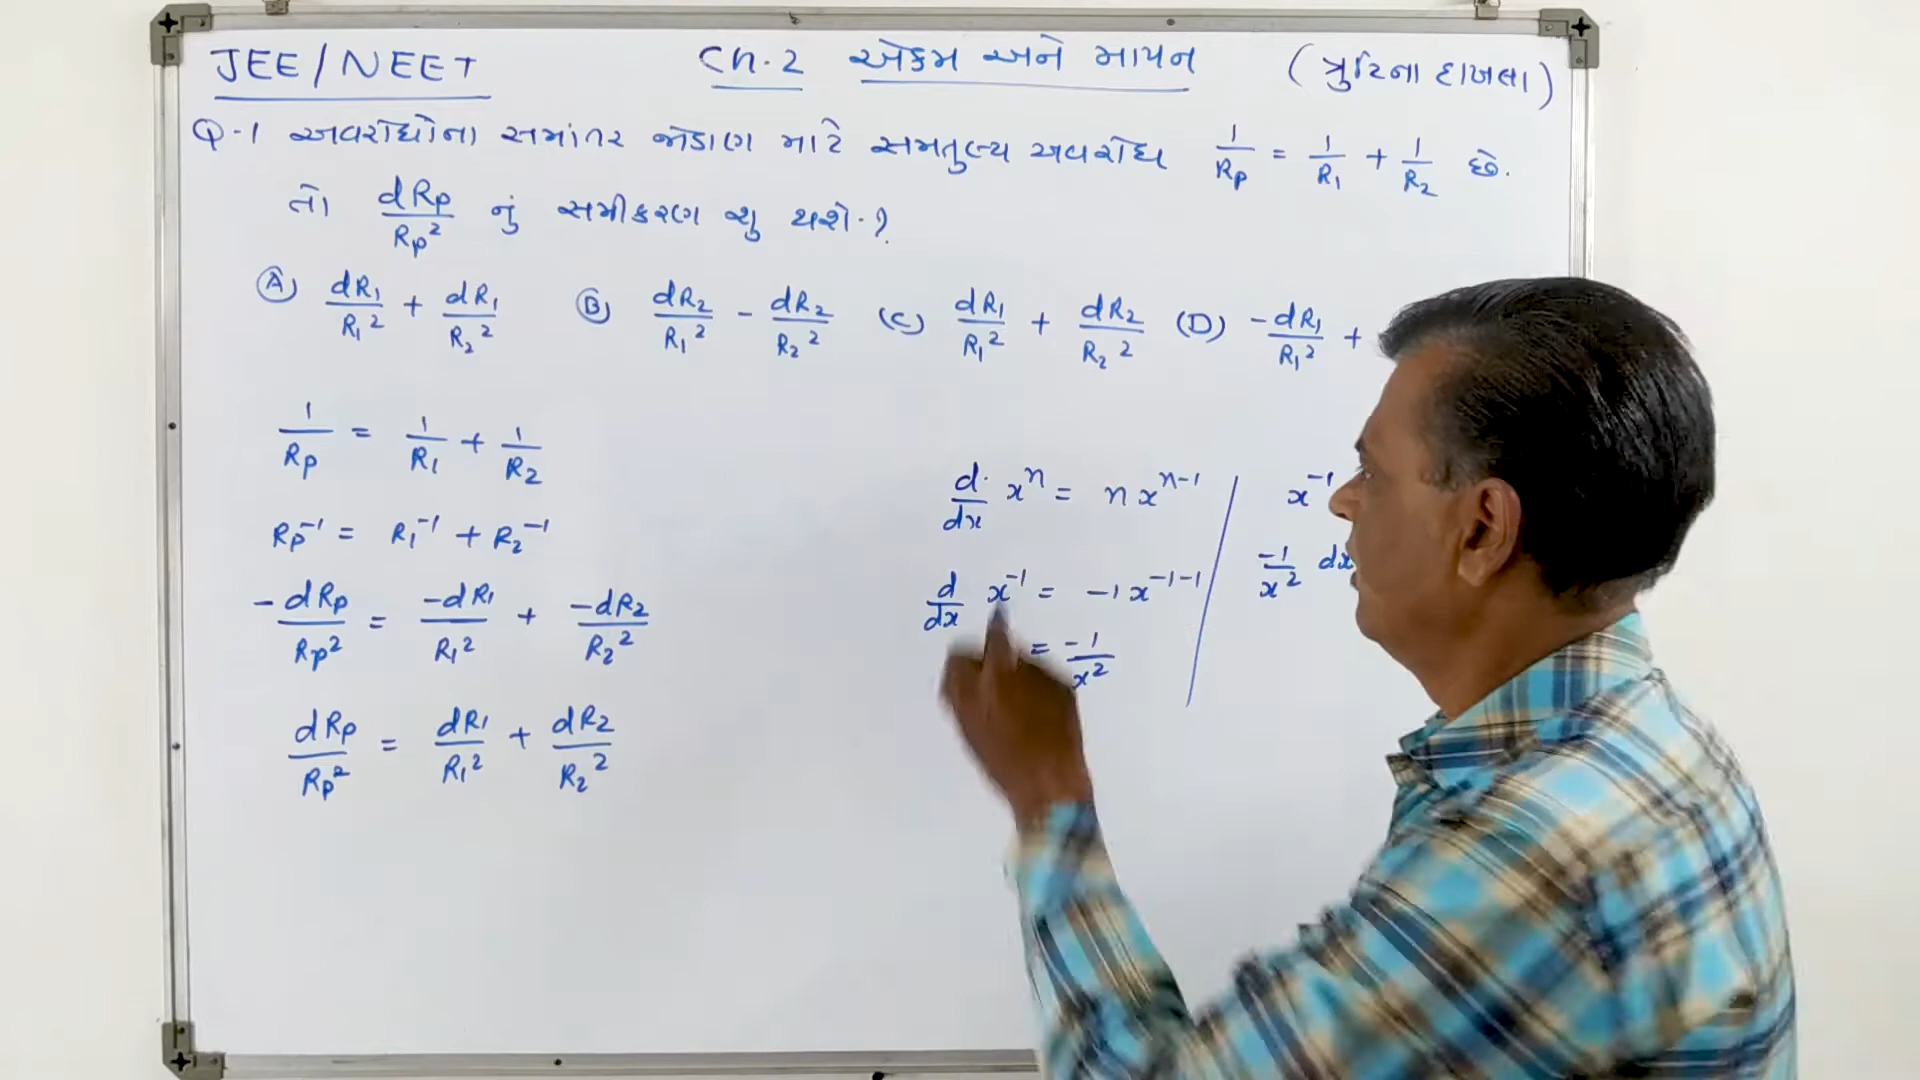 JEE/NEET Ch.2 એકમ અને માપન (ત્રુટિના દાખલા)
Q-1 અવરોધોના સમાંતર જોડાણ માટે સમતુલ્ય અવરોધ 1/Rp = 1/R₁ + 1/R₂ છે.
તો dRp/Rp² નું સમીકરણ શુ થશે.?
Ⓐ dR₁/R₁² + dR₁/R₂² Ⓑ dR₂/R₁² - dR₂/R₂² (C) dR₁/R₁² + dR₂/R₂² (D) -dR₁/R₁² +
1/Rp = 1/R₁ + 1/R₂
Rp⁻¹ = R₁⁻¹ + R₂⁻¹
-dRp/Rp² = -dR₁/R₁² + -dR₂/R₂²
dRp/Rp² = dR₁/R₁² + dR₂/R₂²
d/dx xⁿ = n xⁿ⁻¹
d/dx x⁻¹ = -1 x⁻¹⁻¹
= -1/x²
x⁻¹
-1/x² dx